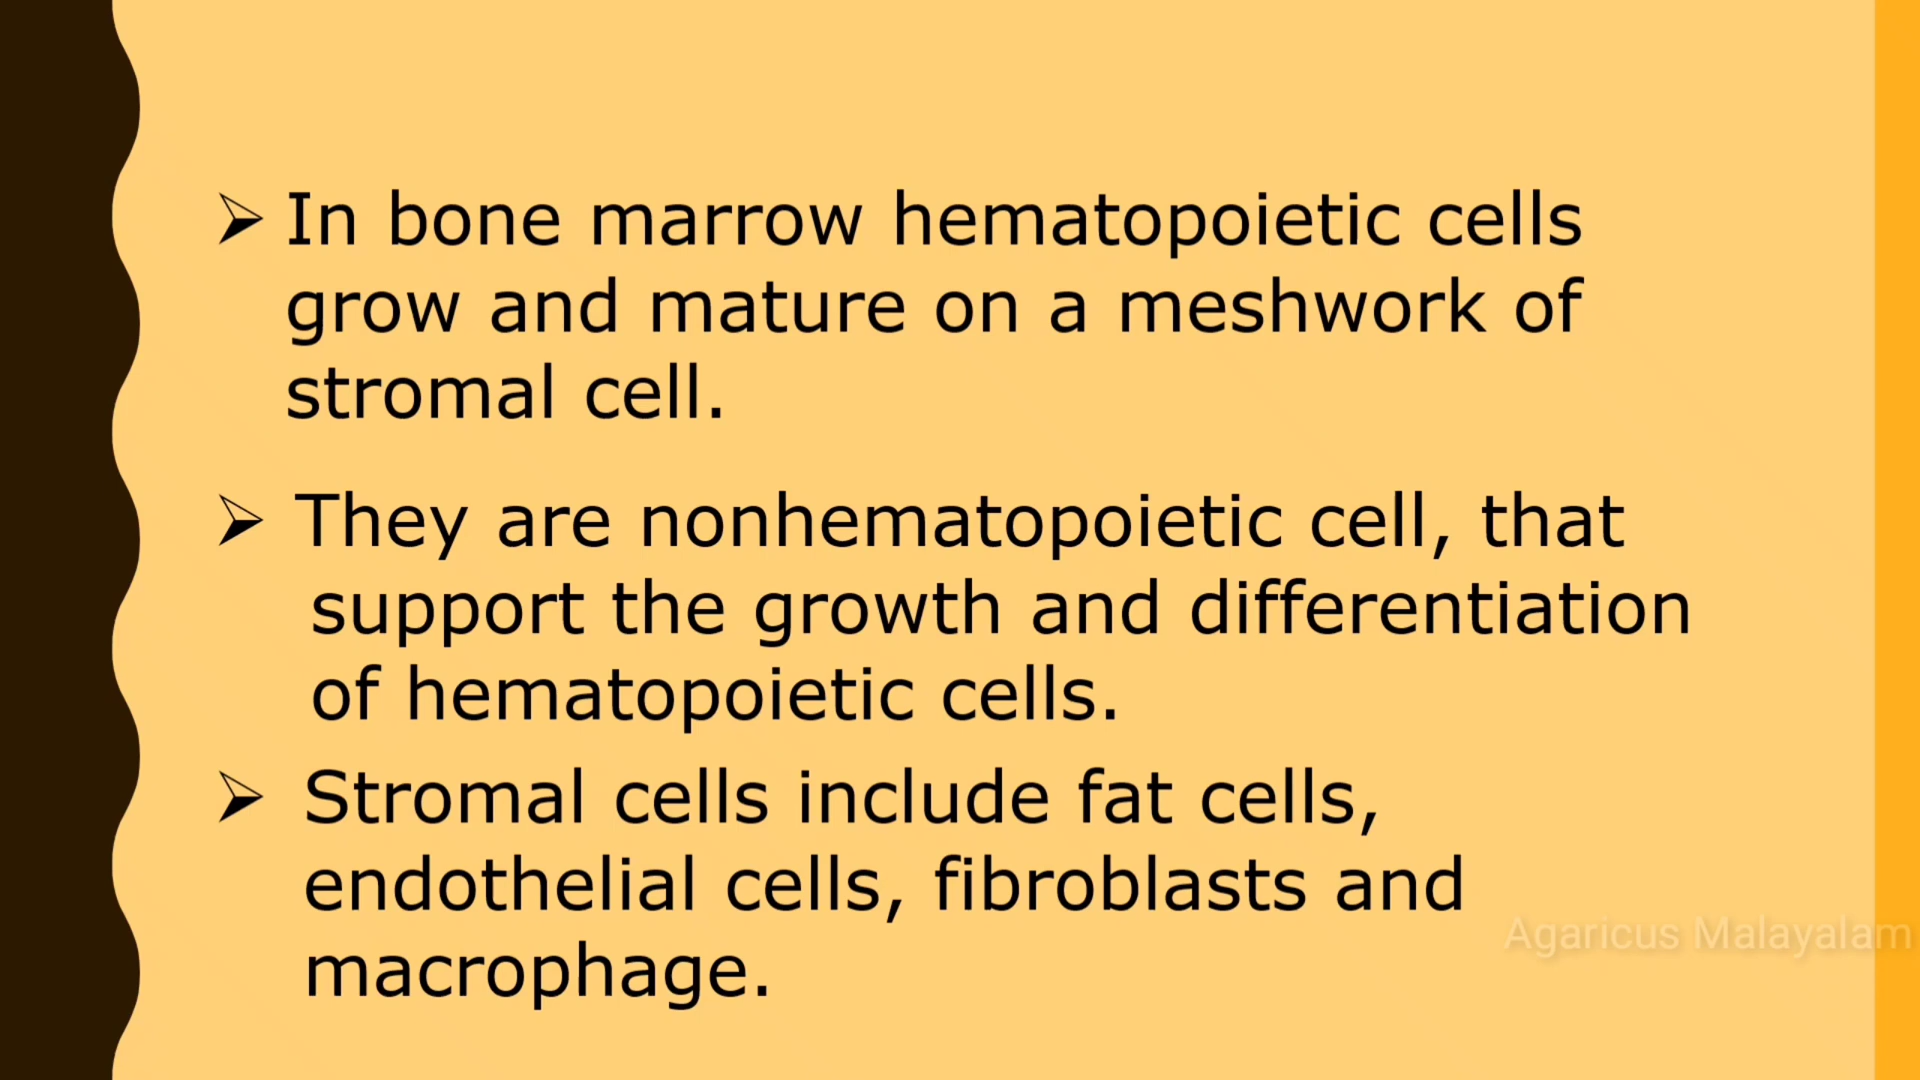 ➢ In bone marrow hematopoietic cells
grow and mature on a meshwork of
stromal cell.
➢ They are nonhematopoietic cell, that
support the growth and differentiation
of hematopoietic cells.
➢ Stromal cells include fat cells,
endothelial cells, fibroblasts and
macrophage.
Agaricus Malayalam